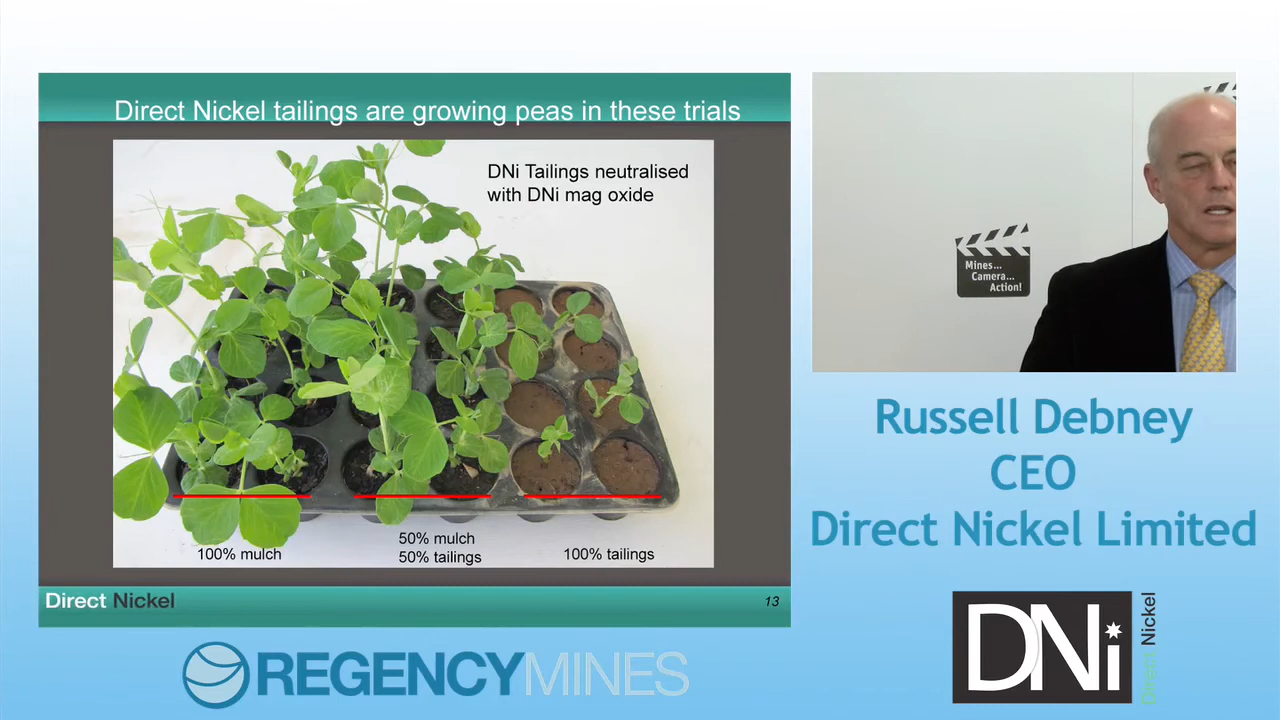 Direct Nickel tailings are growing peas in these trials
DNi Tailings neutralised
with DNi mag oxide
100% mulch
50% mulch
50% tailings
100% tailings
Direct Nickel
13
Mines...
Camera...
Action!
Russell Debney
CEO
Direct Nickel Limited
REGENCY MINES
DNi
Direct Nickel